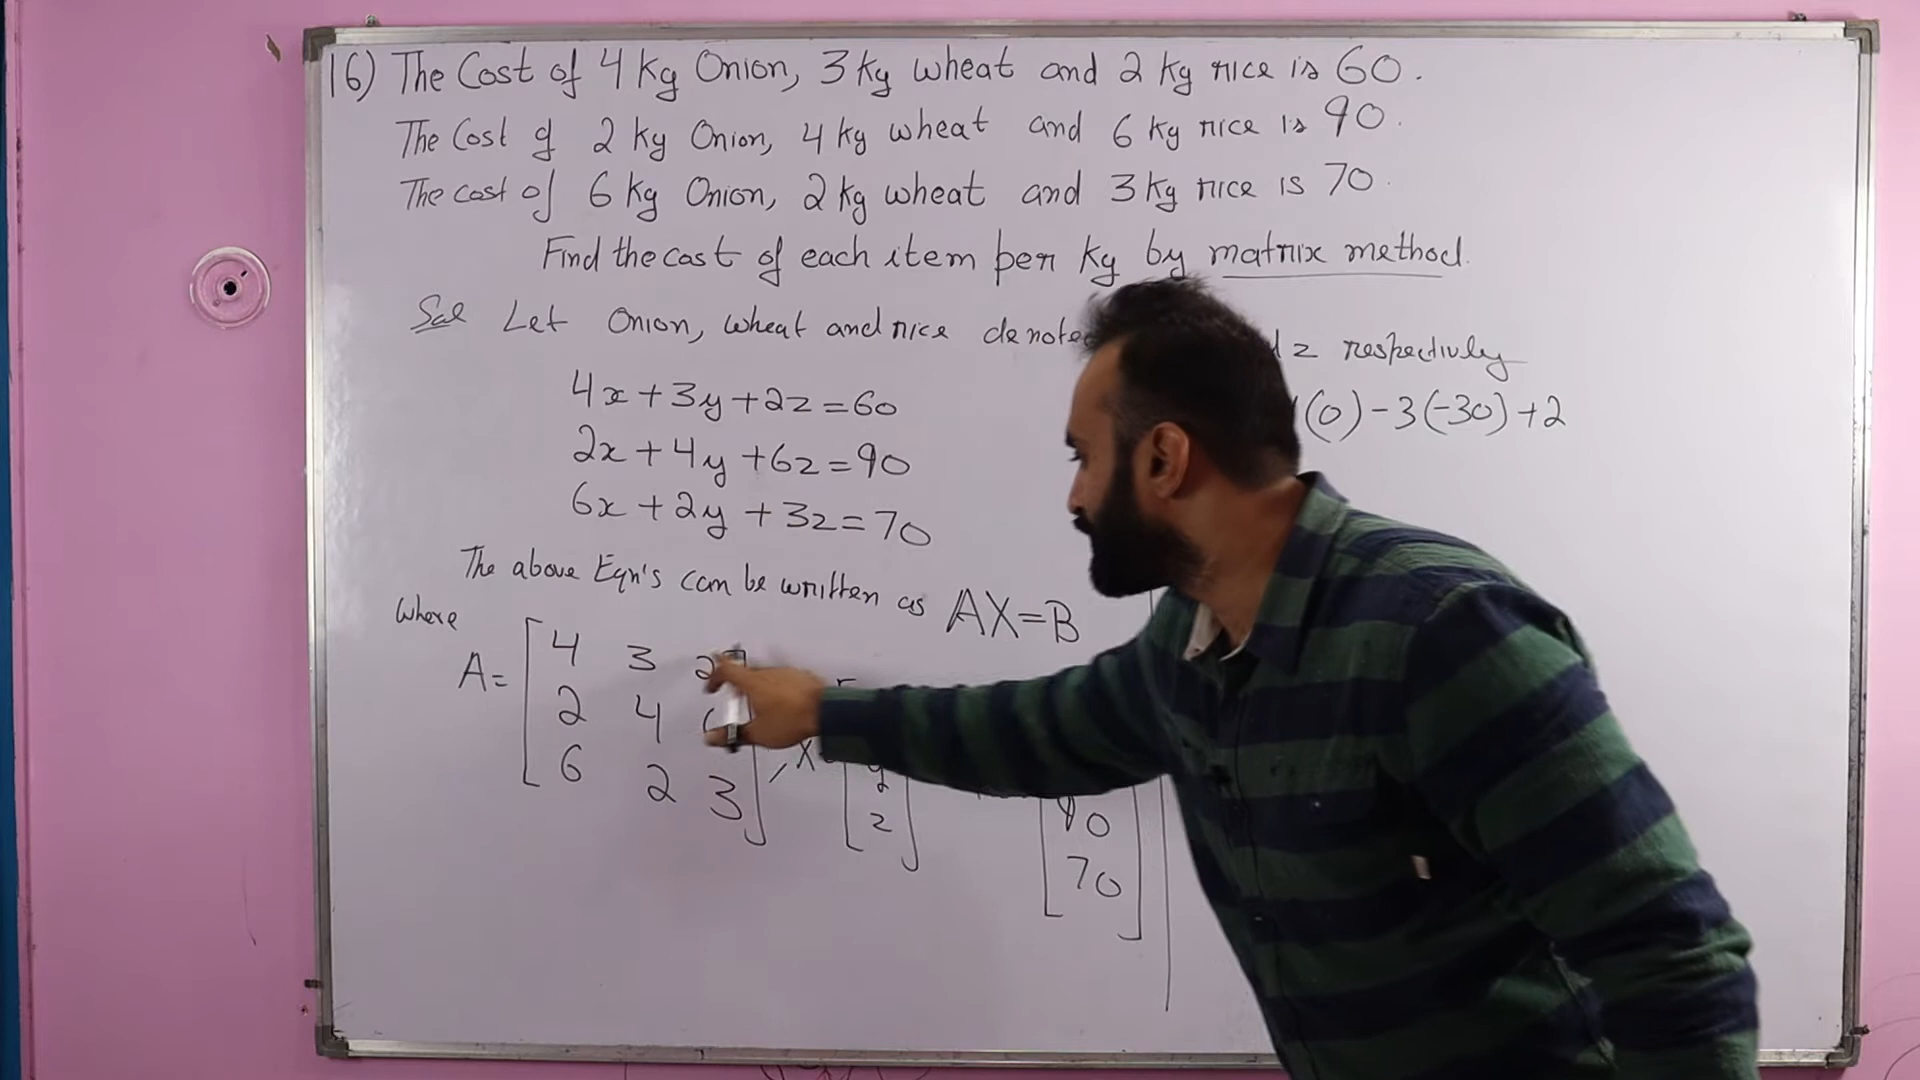 16) The Cost of 4 kg Onion, 3 kg wheat and 2 kg rice is 60.
The Cost of 2 kg Onion, 4 kg wheat and 6 kg rice is 90.
The cost of 6 kg Onion, 2 kg wheat and 3 kg rice is 70.
Find the cost of each item per kg by matrix method.
Sol Let Onion, wheat and rice z respectivly
4x+3y+2z=60
2x+4y+6z=90
6x+2y+3z=70
(0)-3(-30)+2
The above Eqn's can be written as AX=B
where
A= [4 3 2
2 4
6 2 3], X
z
90
70